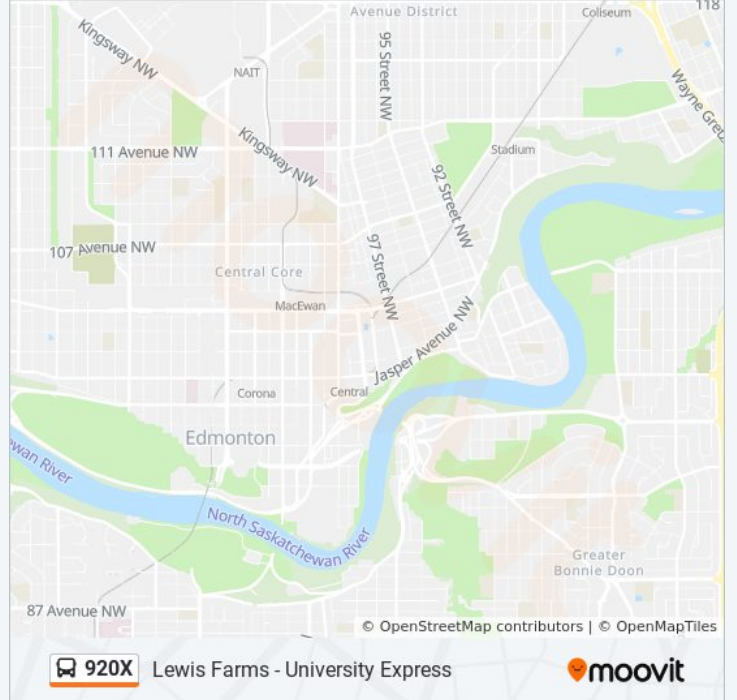 Avenue District
Coliseum
118
Kingsway NW
NAIT
95 Street NW
Wayne Gretz
111 Avenue NW
Kingsway NW
Stadium
92 Street NW
107 Avenue NW
97 Street NW
Central Core
MacEwan
Jasper Avenue NW
Corona
Central
Edmonton
ewan River
North Saskatchewan River
Greater
Bonnie Doon
87 Avenue NW
© OpenStreetMap contributors | © OpenMapTiles
920X Lewis Farms - University Express
moovit